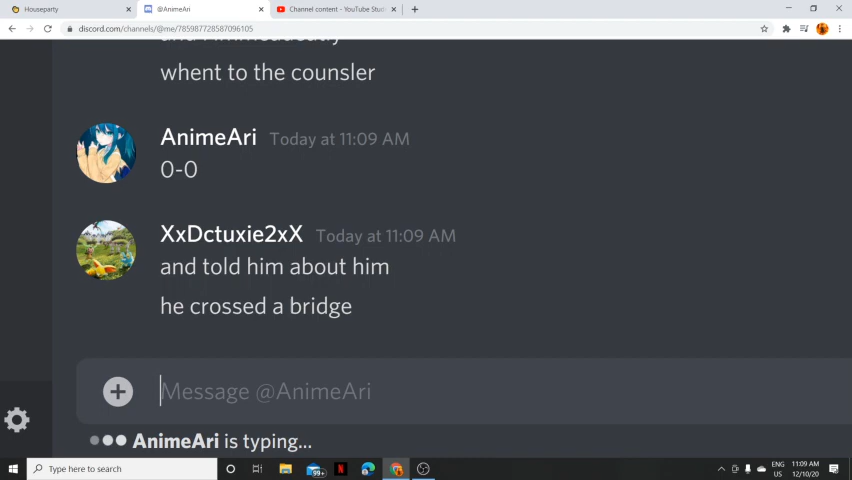 Houseparty
@AnimeAri
Channel content - YouTube Stud
discord.com/channels/@me/785987728587096105
whent to the counsler
AnimeAri Today at 11:09 AM
0-0
XxDctuxie2xX Today at 11:09 AM
and told him about him
he crossed a bridge
Message @AnimeAri
AnimeAri is typing...
Type here to search
99+
ENG
US
11:09 AM
12/10/20